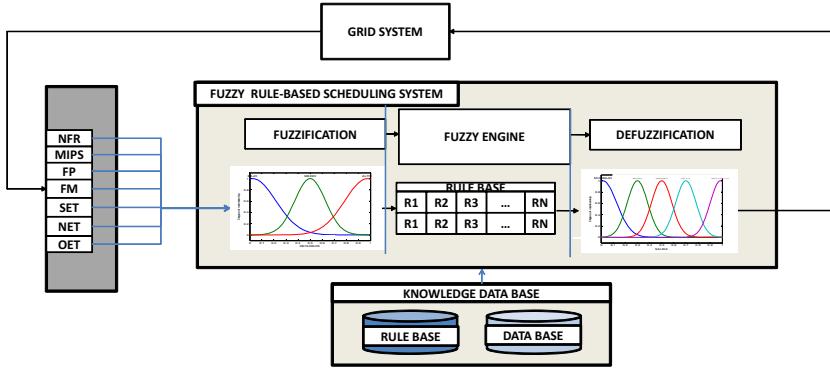 GRID SYSTEM
FUZZY RULE-BASED SCHEDULING SYSTEM
FUZZIFICATION
FUZZY ENGINE
DEFUZZIFICATION
NFR
MIPS
FP
FM
SET
NET
OET
RULE BASE
R1 R2 R3 ... RN
R1 R2 R3 ... RN
KNOWLEDGE DATA BASE
RULE BASE
DATA BASE